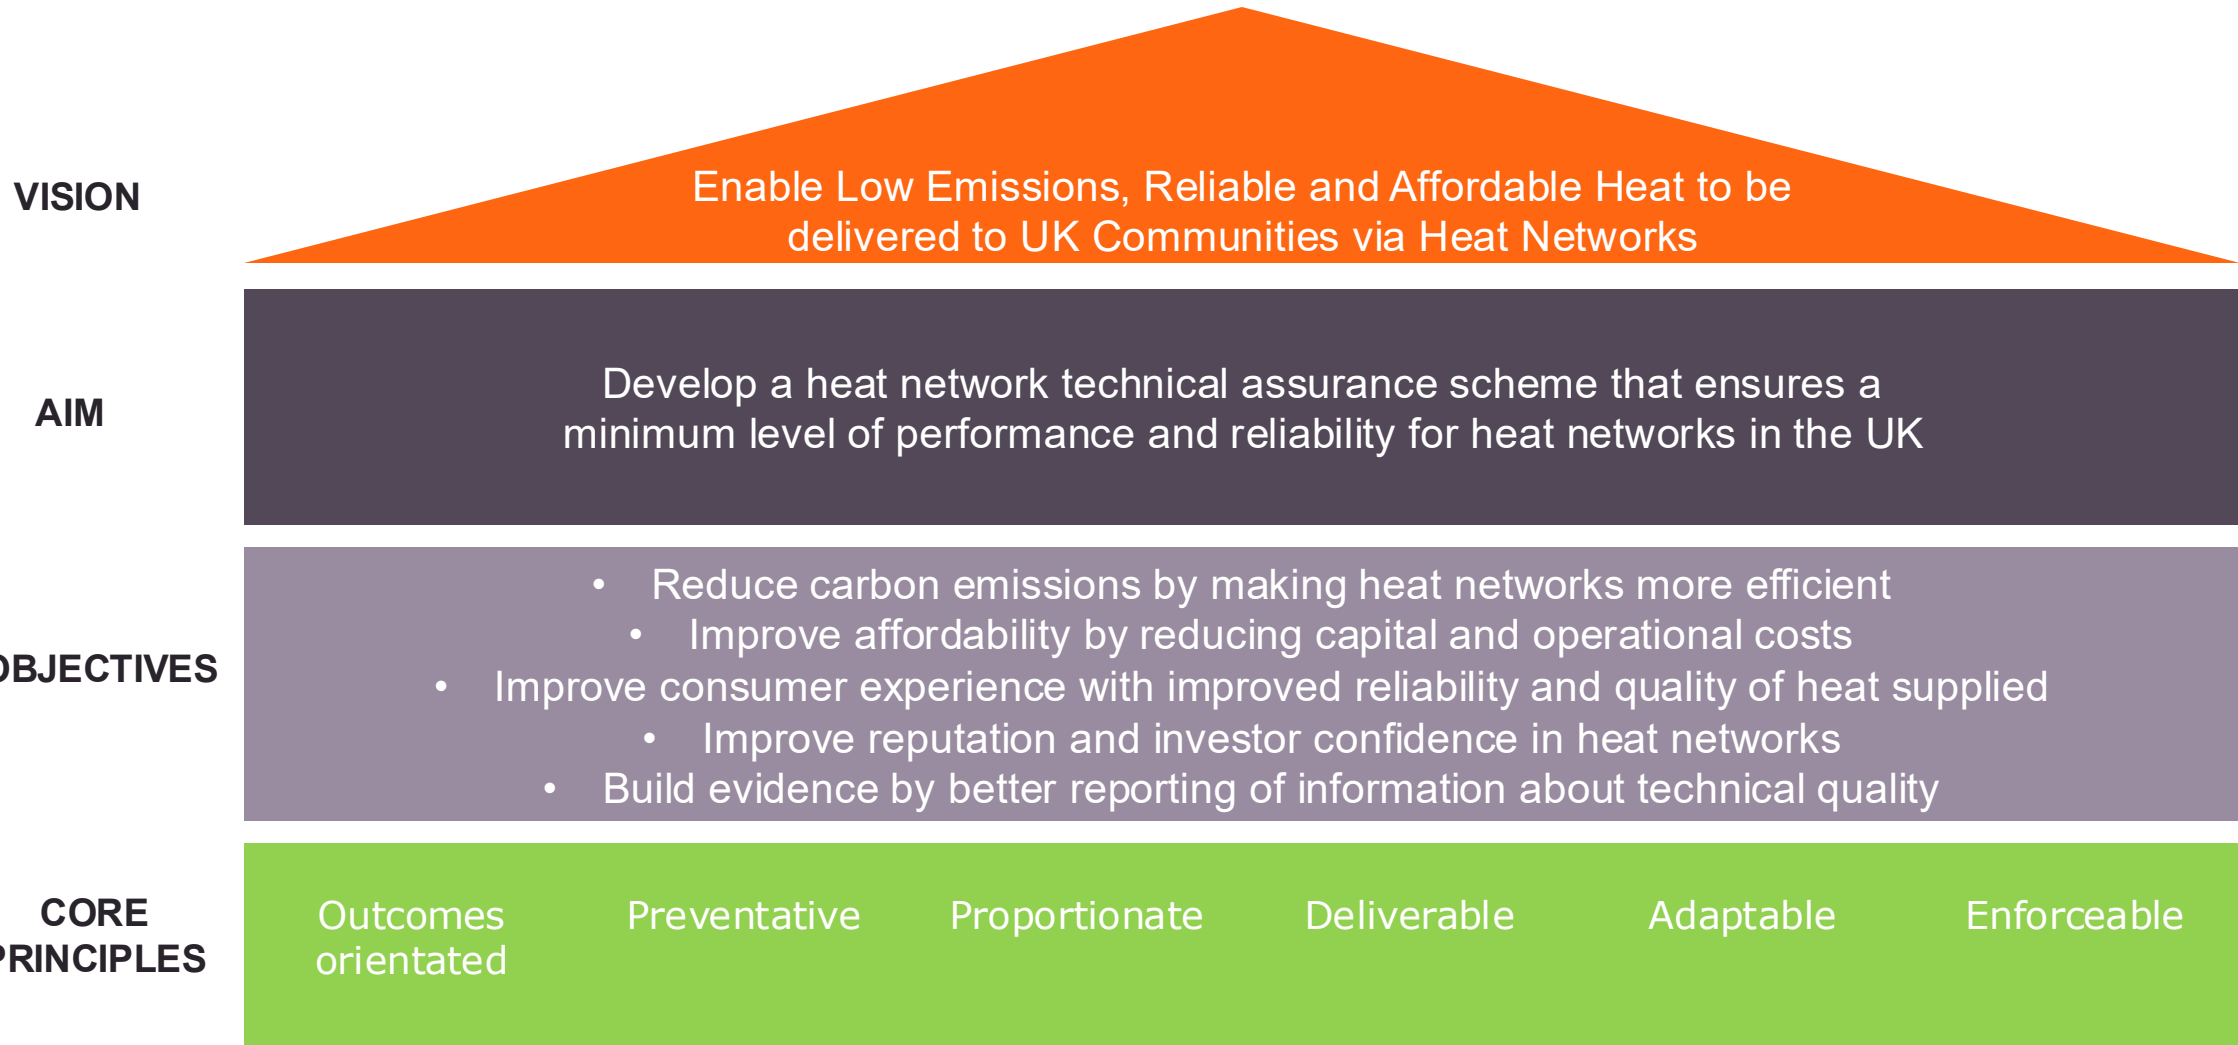 VISION
Enable Low Emissions, Reliable and Affordable Heat to be
delivered to UK Communities via Heat Networks
AIM
Develop a heat network technical assurance scheme that ensures a
minimum level of performance and reliability for heat networks in the UK
OBJECTIVES
• Reduce carbon emissions by making heat networks more efficient
• Improve affordability by reducing capital and operational costs
• Improve consumer experience with improved reliability and quality of heat supplied
• Improve reputation and investor confidence in heat networks
• Build evidence by better reporting of information about technical quality
CORE
PRINCIPLES
Outcomes
orientated
Preventative
Proportionate
Deliverable
Adaptable
Enforceable